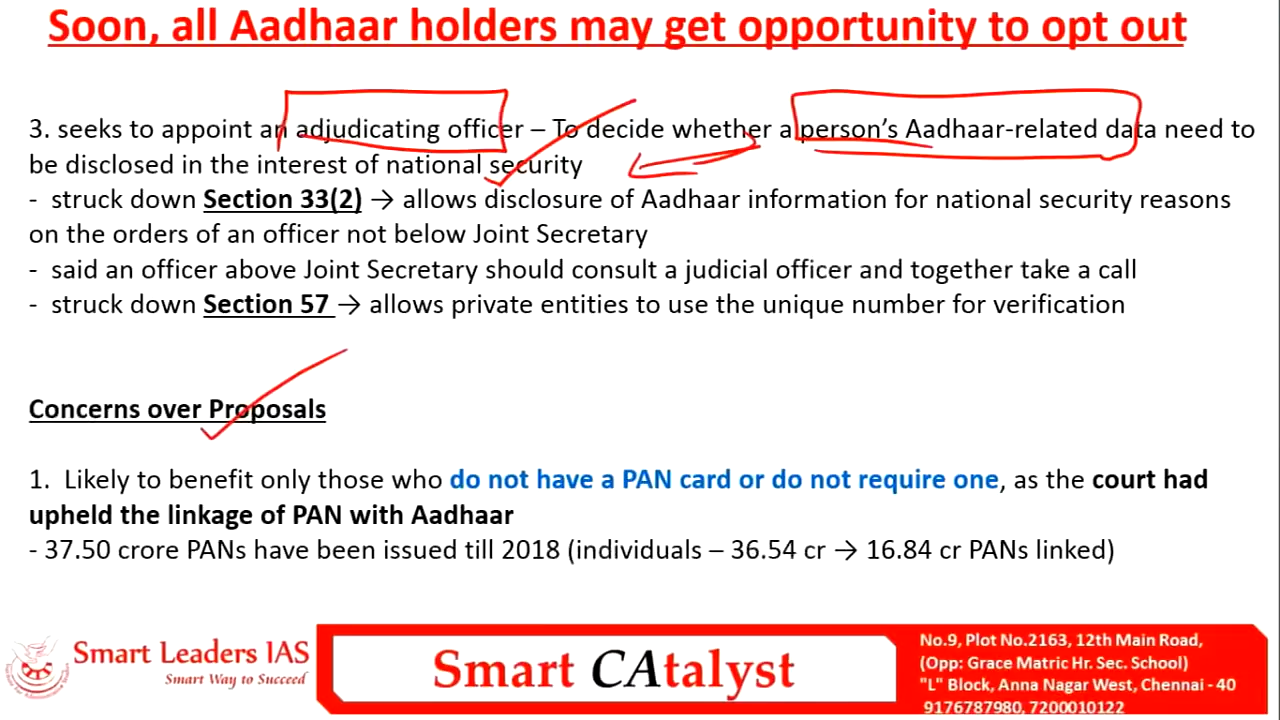 Soon, all Aadhaar holders may get opportunity to opt out
3. seeks to appoint an adjudicating officer – To decide whether a person's Aadhaar-related data need to
be disclosed in the interest of national security
- struck down Section 33(2) → allows disclosure of Aadhaar information for national security reasons
on the orders of an officer not below Joint Secretary
- said an officer above Joint Secretary should consult a judicial officer and together take a call
- struck down Section 57 → allows private entities to use the unique number for verification
Concerns over Proposals
1. Likely to benefit only those who do not have a PAN card or do not require one, as the court had
upheld the linkage of PAN with Aadhaar
- 37.50 crore PANs have been issued till 2018 (individuals – 36.54 cr → 16.84 cr PANs linked)
Smart Leaders IAS
Smart Way to Succeed
Smart CAtalyst
No.9, Plot No.2163, 12th Main Road,
(Opp: Grace Matric Hr. Sec. School)
"L" Block, Anna Nagar West, Chennai - 40
9176787980, 7200010122